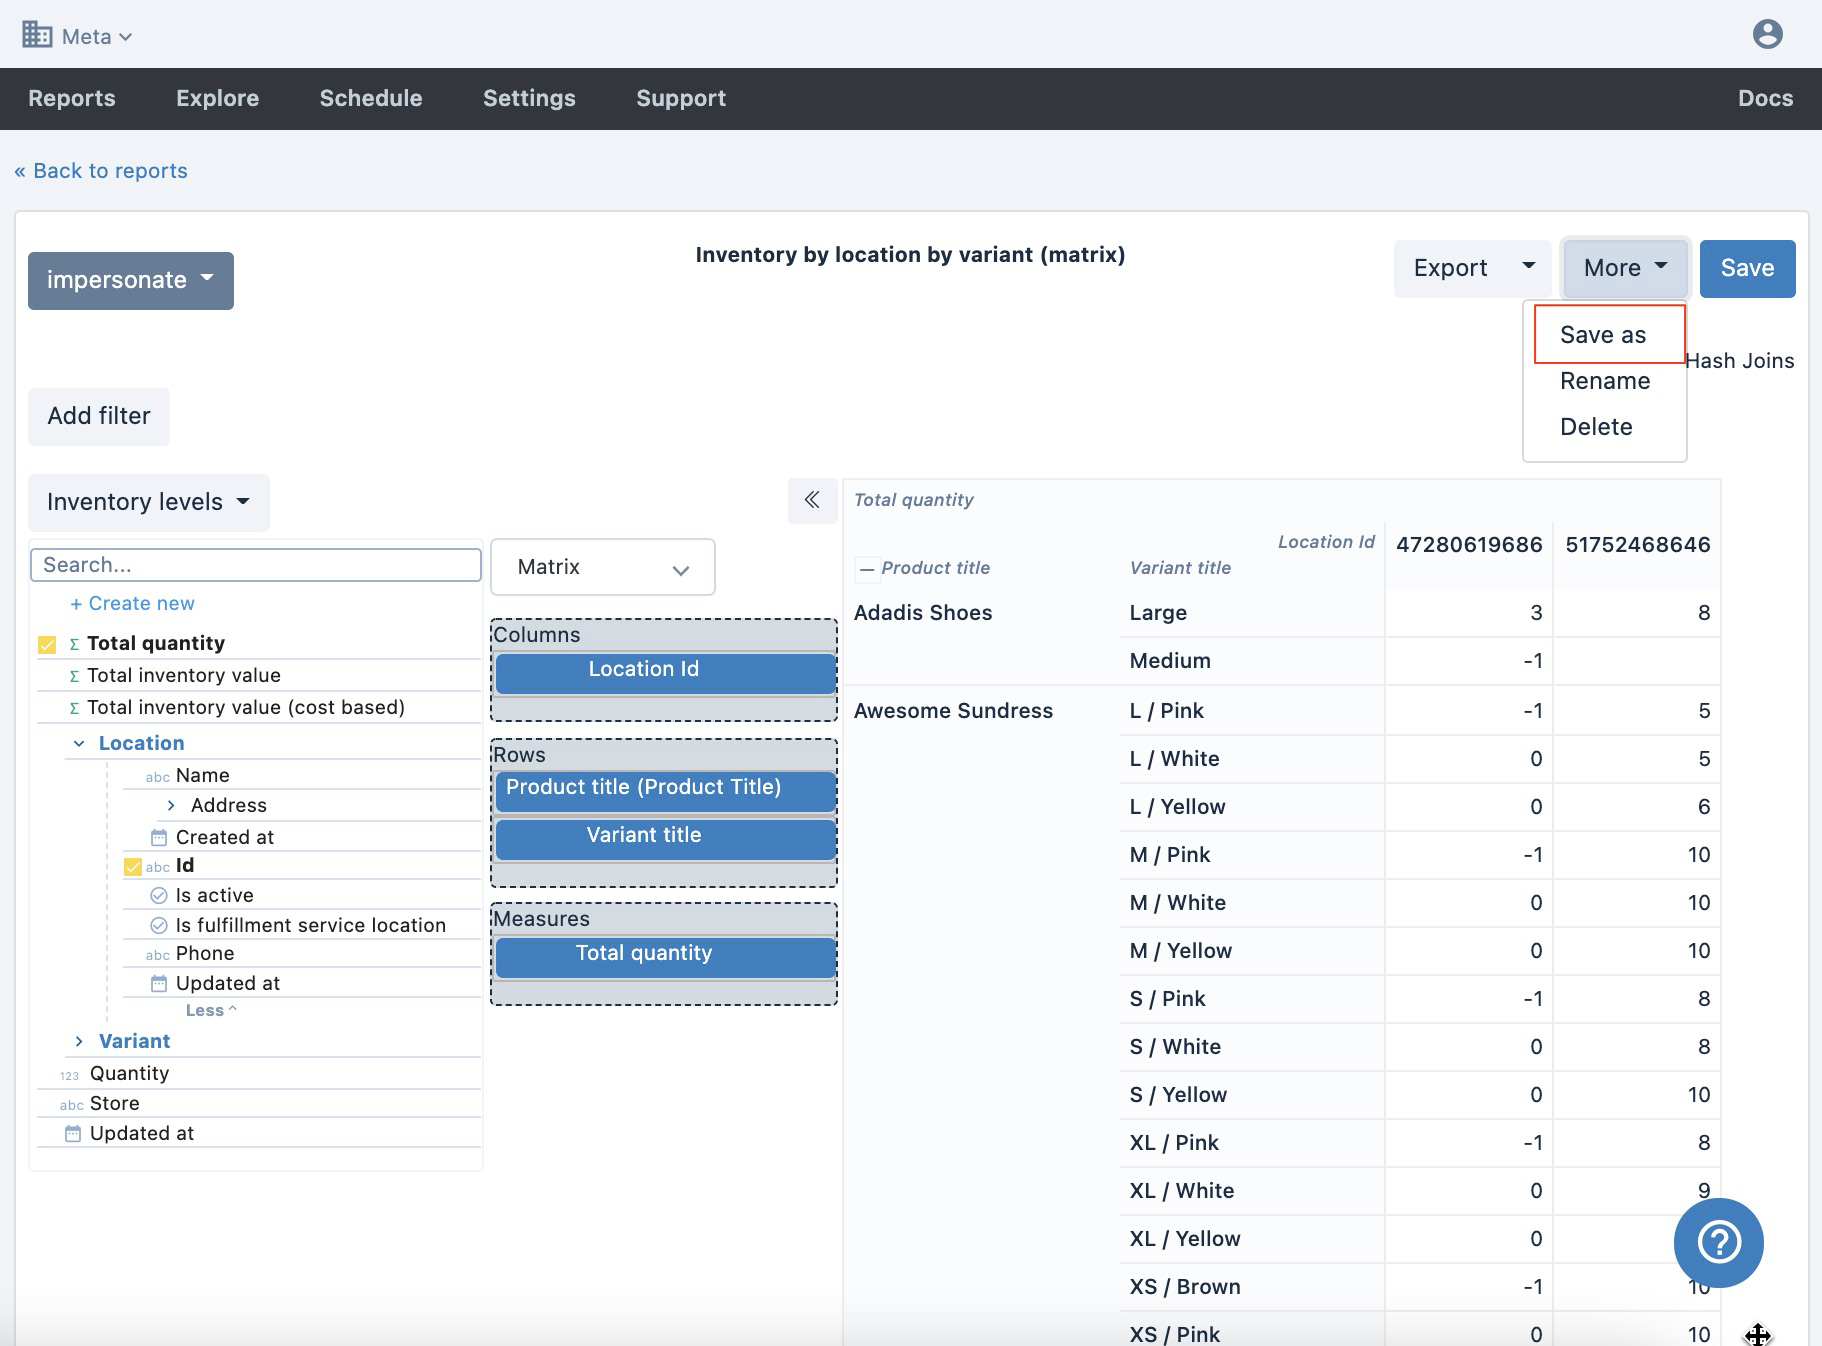 Meta
Reports Explore Schedule Settings Support Docs
« Back to reports
impersonate
Inventory by location by variant (matrix)
Export More Save
Save as
Rename
Delete
Hash Joins
Add filter
Inventory levels
Search...
+ Create new
Σ Total quantity
Σ Total inventory value
Σ Total inventory value (cost based)
Location
abc Name
Address
Created at
abc Id
Is active
Is fulfillment service location
abc Phone
Updated at
Less ^
Variant
123 Quantity
abc Store
Updated at
Matrix
Columns
Location Id
Rows
Product title (Product Title)
Variant title
Measures
Total quantity
Total quantity
Location Id 47280619686 51752468646
— Product title Variant title
Adadis Shoes Large 3 8
Medium -1
Awesome Sundress L / Pink -1 5
L / White 0 5
L / Yellow 0 6
M / Pink -1 10
M / White 0 10
M / Yellow 0 10
S / Pink -1 8
S / White 0 8
S / Yellow 0 10
XL / Pink -1 8
XL / White 0 9
XL / Yellow 0
XS / Brown -1 10
XS / Pink 0 10